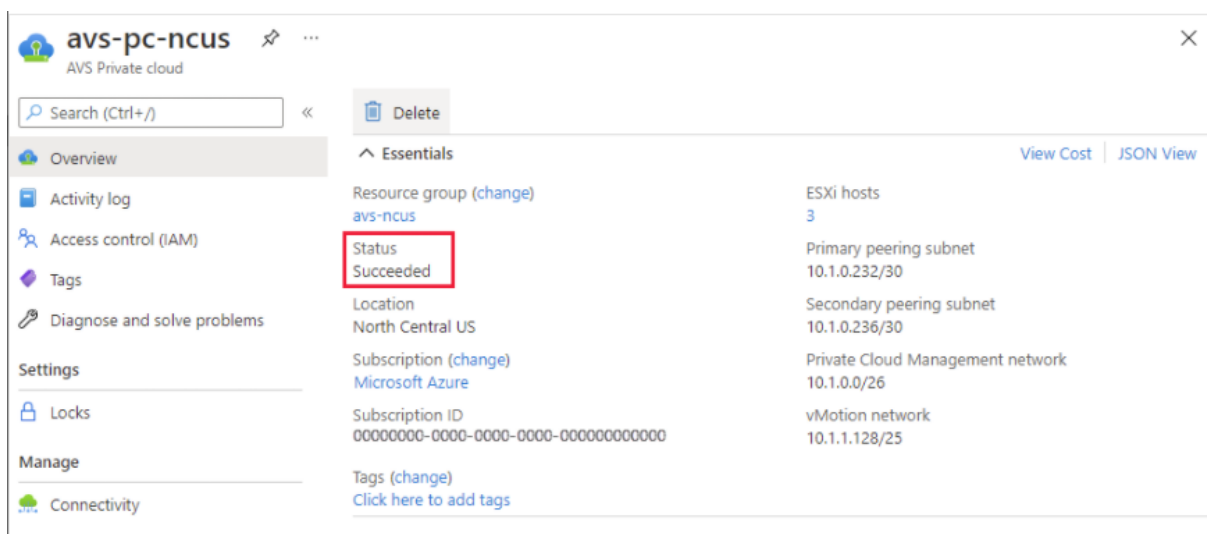 avs-pc-ncus
AVS Private cloud
Search (Ctrl+/)
Overview
Activity log
Access control (IAM)
Tags
Diagnose and solve problems
Settings
Locks
Manage
Connectivity
Delete
Essentials
View Cost
JSON View
Resource group (change)
avs-ncus
Status
Succeeded
Location
North Central US
Subscription (change)
Microsoft Azure
Subscription ID
00000000-0000-0000-0000-000000000000
Tags (change)
Click here to add tags
ESXi hosts
3
Primary peering subnet
10.1.0.232/30
Secondary peering subnet
10.1.0.236/30
Private Cloud Management network
10.1.0.0/26
vMotion network
10.1.1.128/25